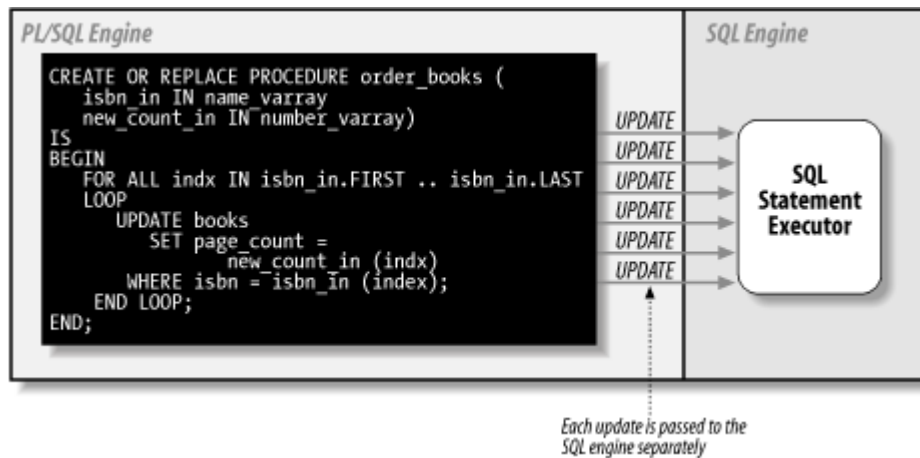 PL/SQL Engine
SQL Engine
CREATE OR REPLACE PROCEDURE order_books (
isbn_in IN name_varray
new_count_in IN number_varray)
IS
BEGIN
FOR ALL indx IN isbn_in.FIRST .. isbn_in.LAST
LOOP
UPDATE books
SET page_count =
new_count_in (indx)
WHERE isbn = isbn_in (index);
END LOOP;
END;
UPDATE
UPDATE
UPDATE
UPDATE
UPDATE
UPDATE
SQL
Statement
Executor
Each update is passed to the
SQL engine separately